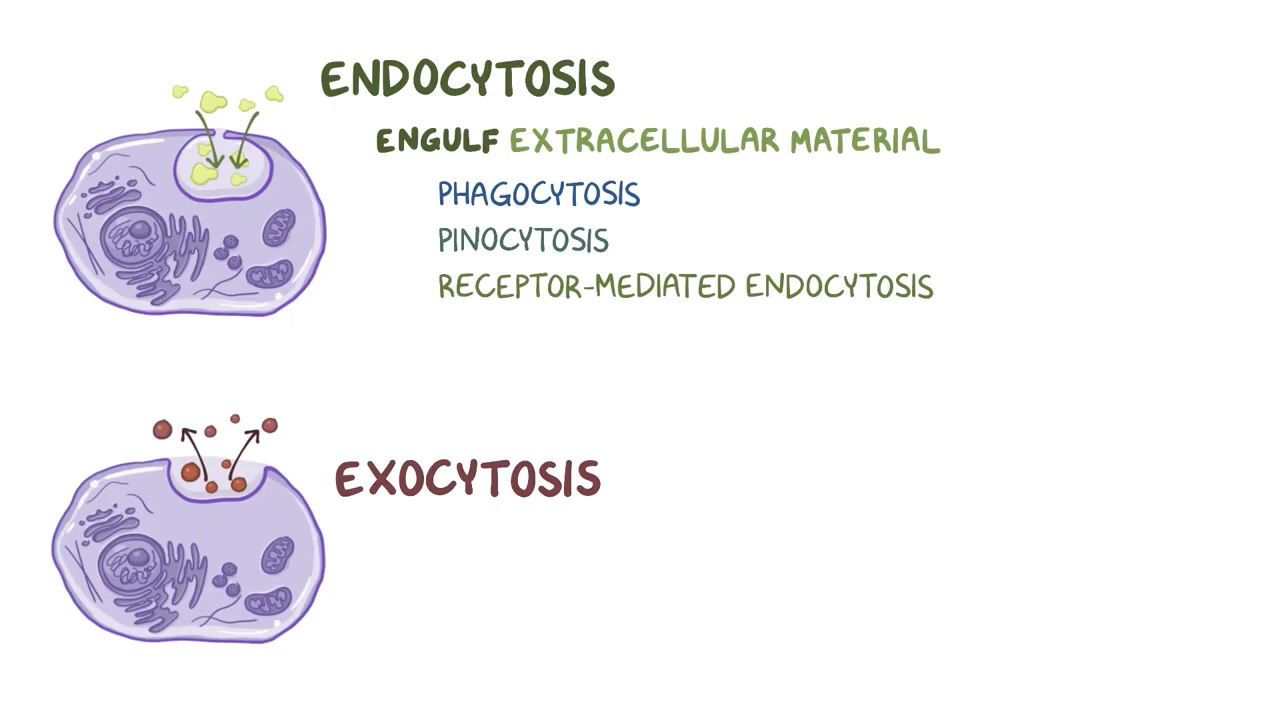 ENDOCYTOSIS
ENGULF EXTRACELLULAR MATERIAL
PHAGOCYTOSIS
PINOCYTOSIS
RECEPTOR-MEDIATED ENDOCYTOSIS
EXOCYTOSIS